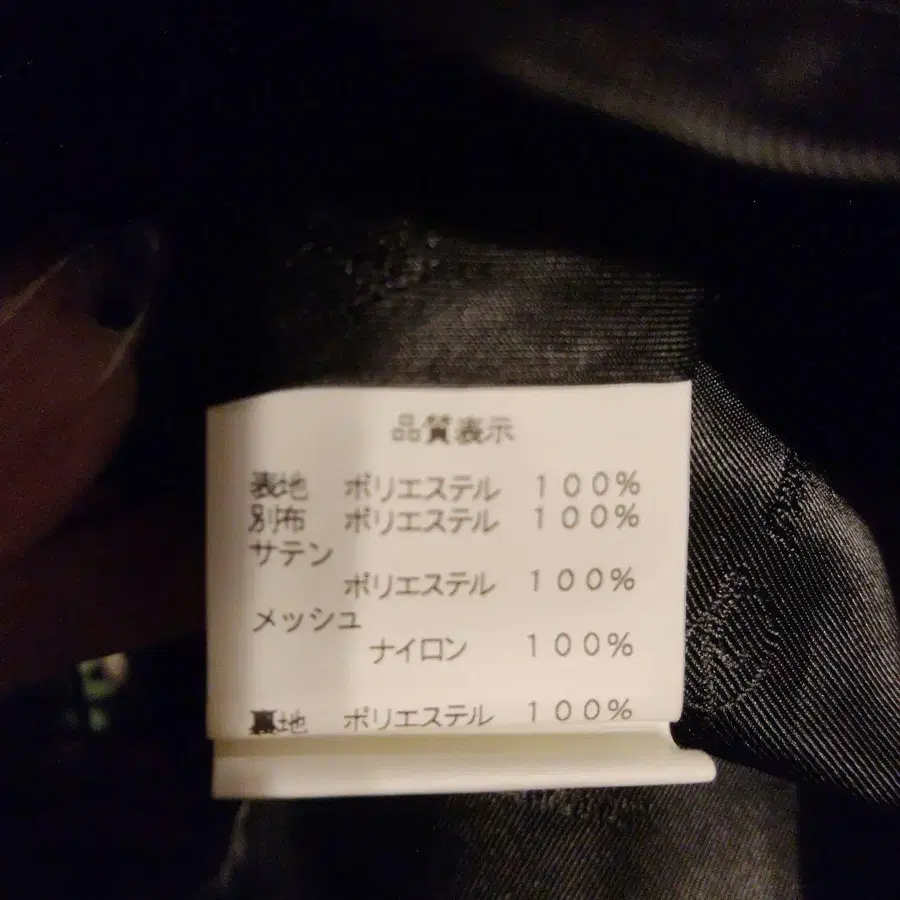 品質表示
表地 ポリエステル 100%
別布 ポリエステル 100%
サテン
ポリエステル 100%
メッシュ
ナイロン 100%
裏地 ポリエステル 100%